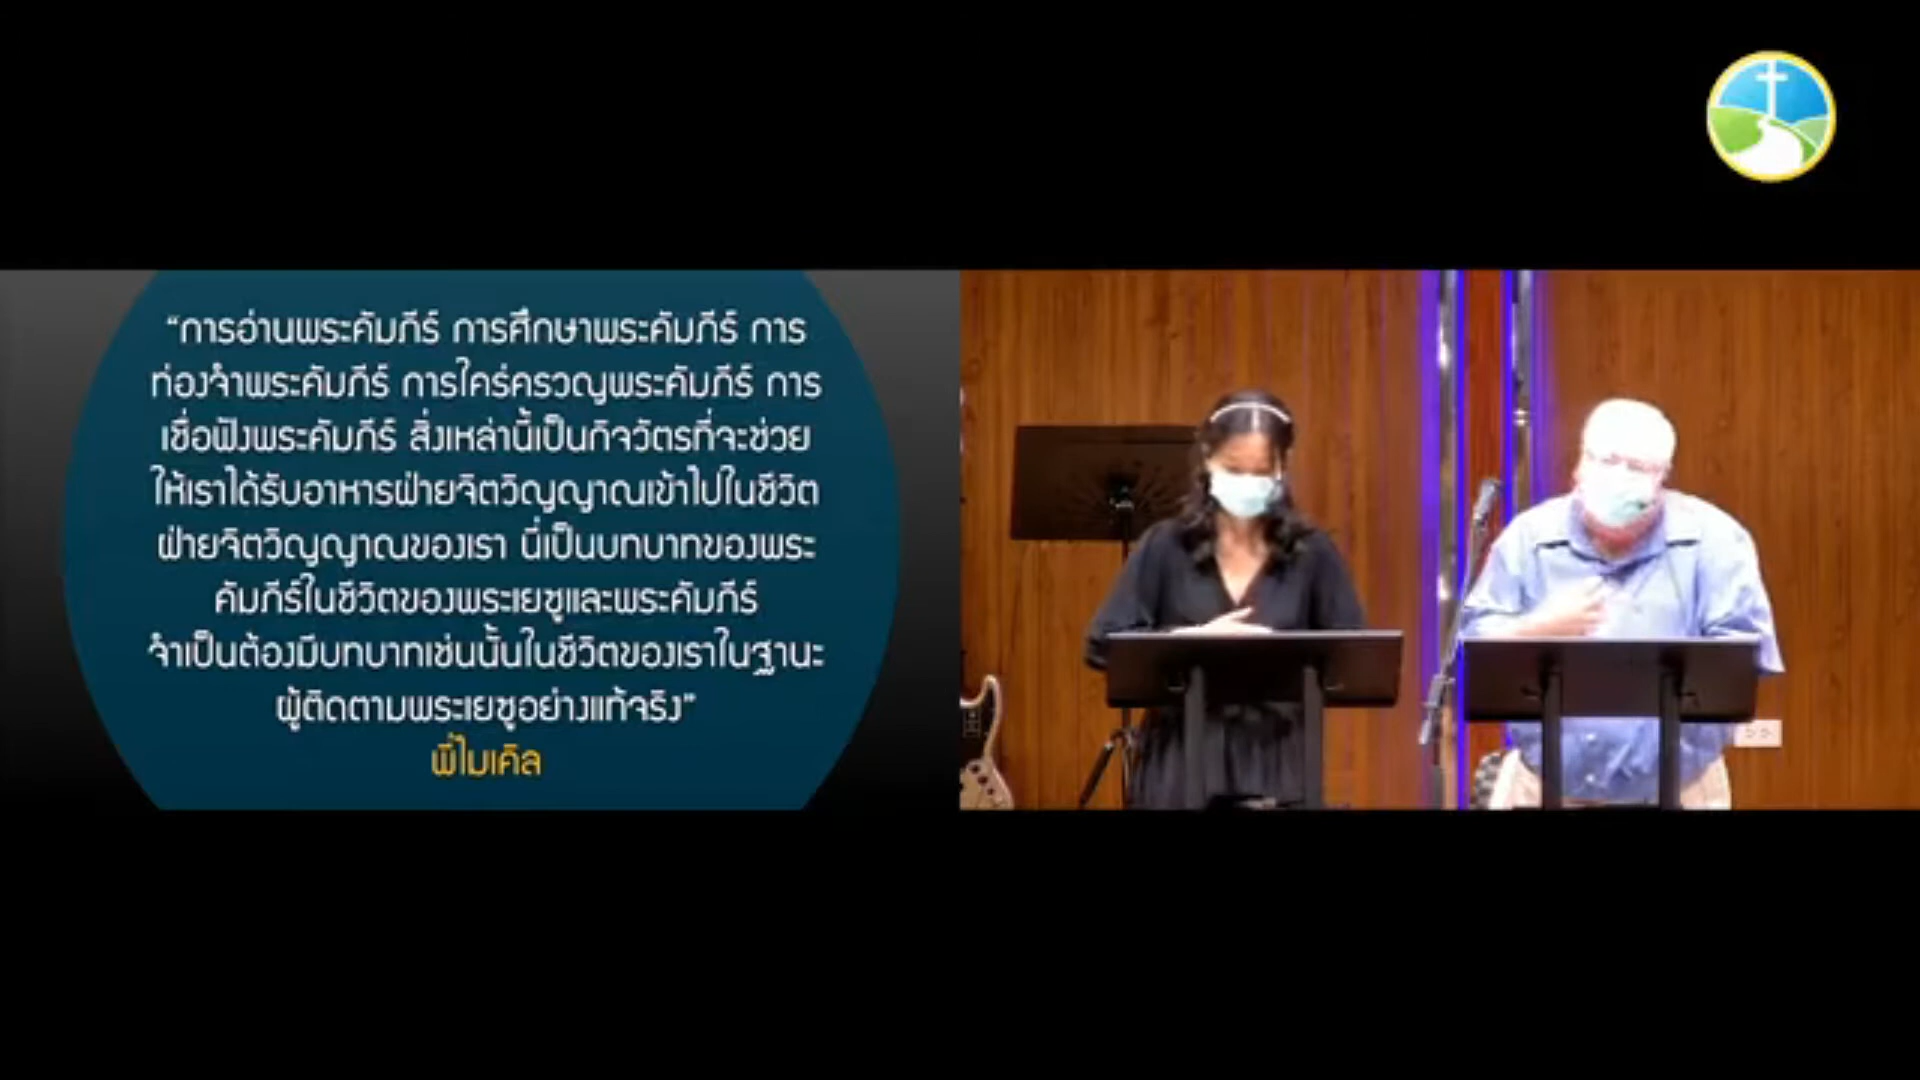 “การอ่านพระคัมภีร์ การศึกษาพระคัมภีร์ การ
ท่องจำพระคัมภีร์ การใคร่ครวญพระคัมภีร์ การ
เชื่อฟังพระคัมภีร์ สิ่งเหล่านี้เป็นกิจวัตรที่จะช่วย
ให้เราได้รับอาหารฝ่ายจิตวิญญาณเข้าไปในชีวิต
ฝ่ายจิตวิญญาณของเรา นี่เป็นบทบาทของพระ
คัมภีร์ในชีวิตของพระเยซูและพระคัมภีร์
จำเป็นต้องมีบทบาทเช่นนั้นในชีวิตของเราในฐานะ
ผู้ติดตามพระเยซูอย่างแท้จริง”
พี่ไมเคิล